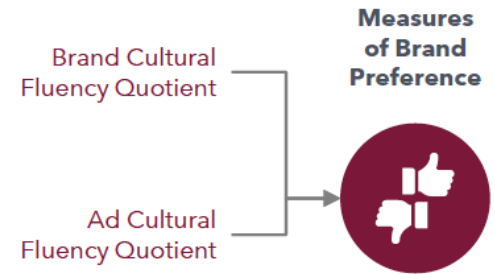 Measures
of Brand
Preference
Brand Cultural
Fluency Quotient
Ad Cultural
Fluency Quotient